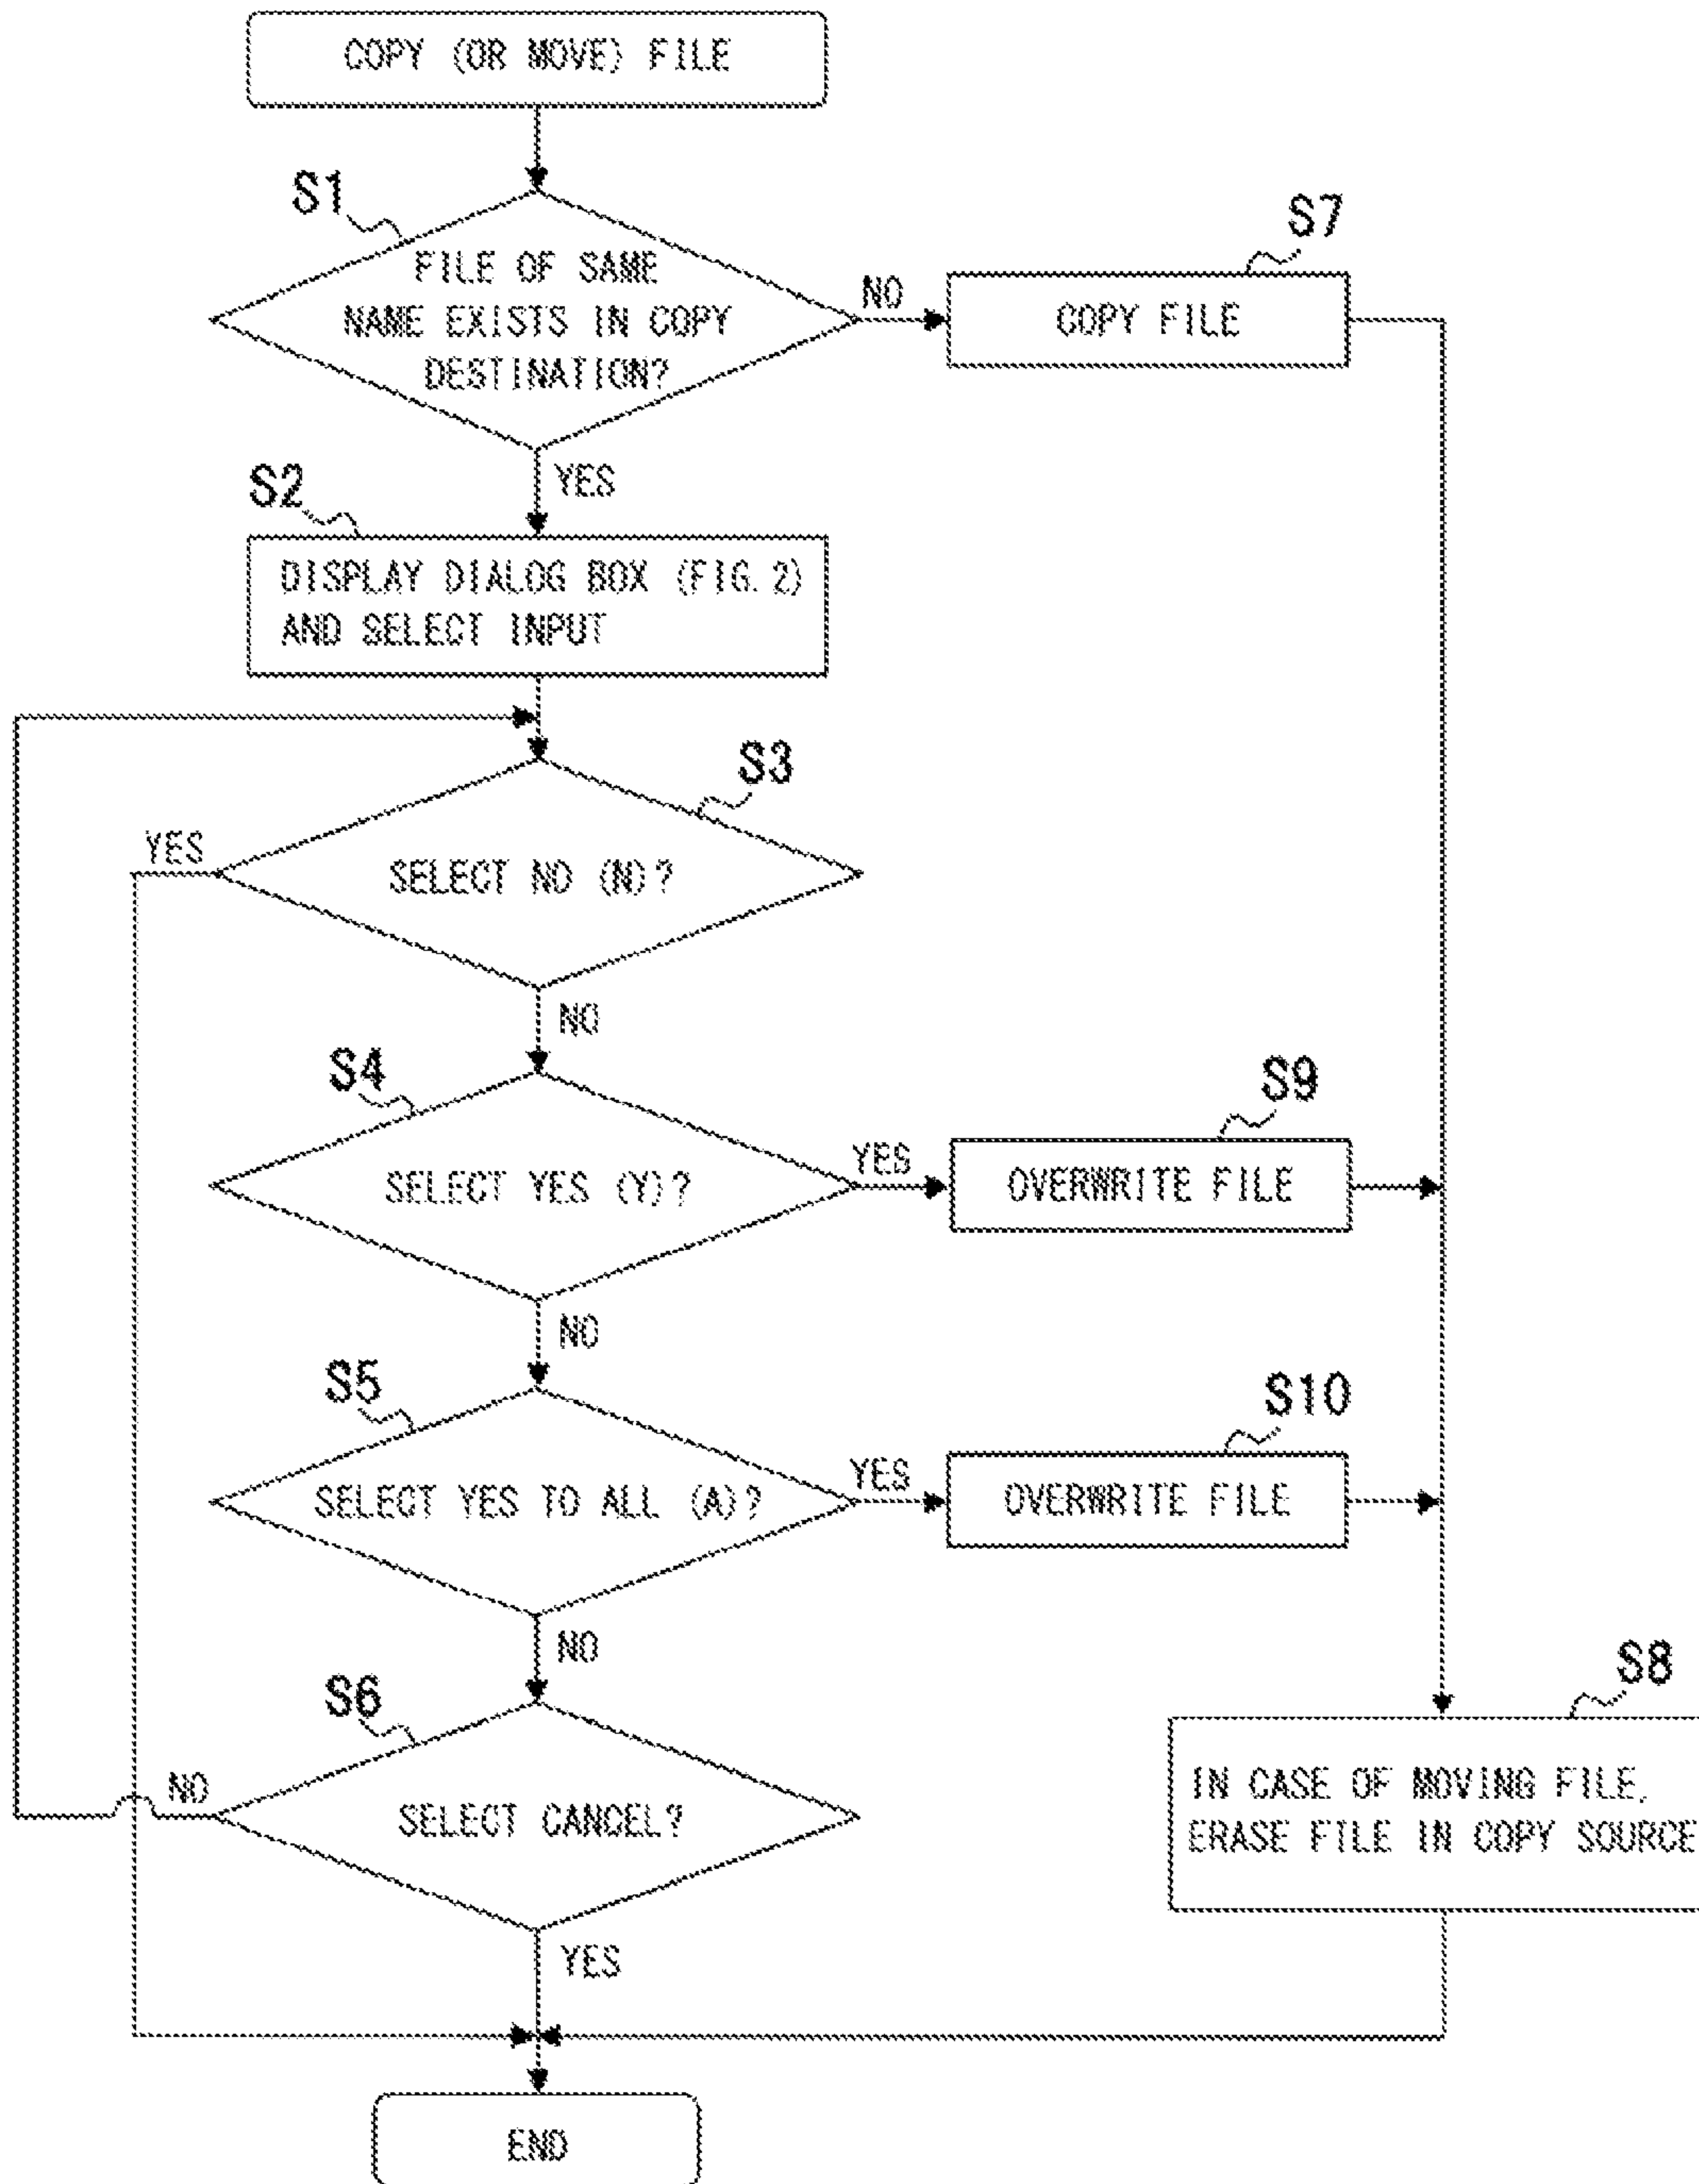 COPY (OR MOVE) FILE
S1
FILE OF SAME
NAME EXISTS IN COPY
DESTINATION?
NO
S7
COPY FILE
YES
S2
DISPLAY DIALOG BOX (FIG. 2)
AND SELECT INPUT
S3
YES
SELECT NO (N)?
NO
S4
SELECT YES (Y)?
YES
S9
OVERWRITE FILE
NO
S5
SELECT YES TO ALL (A)?
YES
S10
OVERWRITE FILE
NO
S6
NO
SELECT CANCEL?
S8
IN CASE OF MOVING FILE,
ERASE FILE IN COPY SOURCE
YES
END